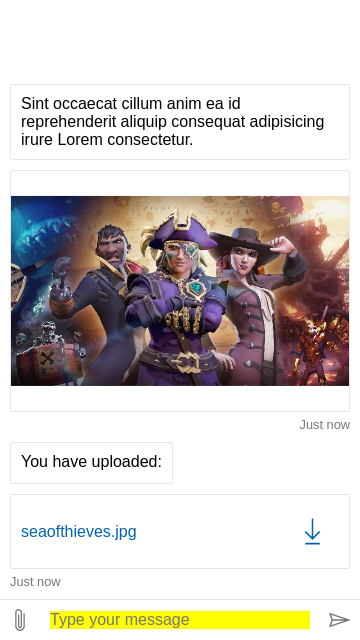 Sint occaecat cillum anim ea id
reprehenderit aliquip consequat adipisicing
irure Lorem consectetur.
Just now
You have uploaded:
seaofthieves.jpg
Just now
Type your message